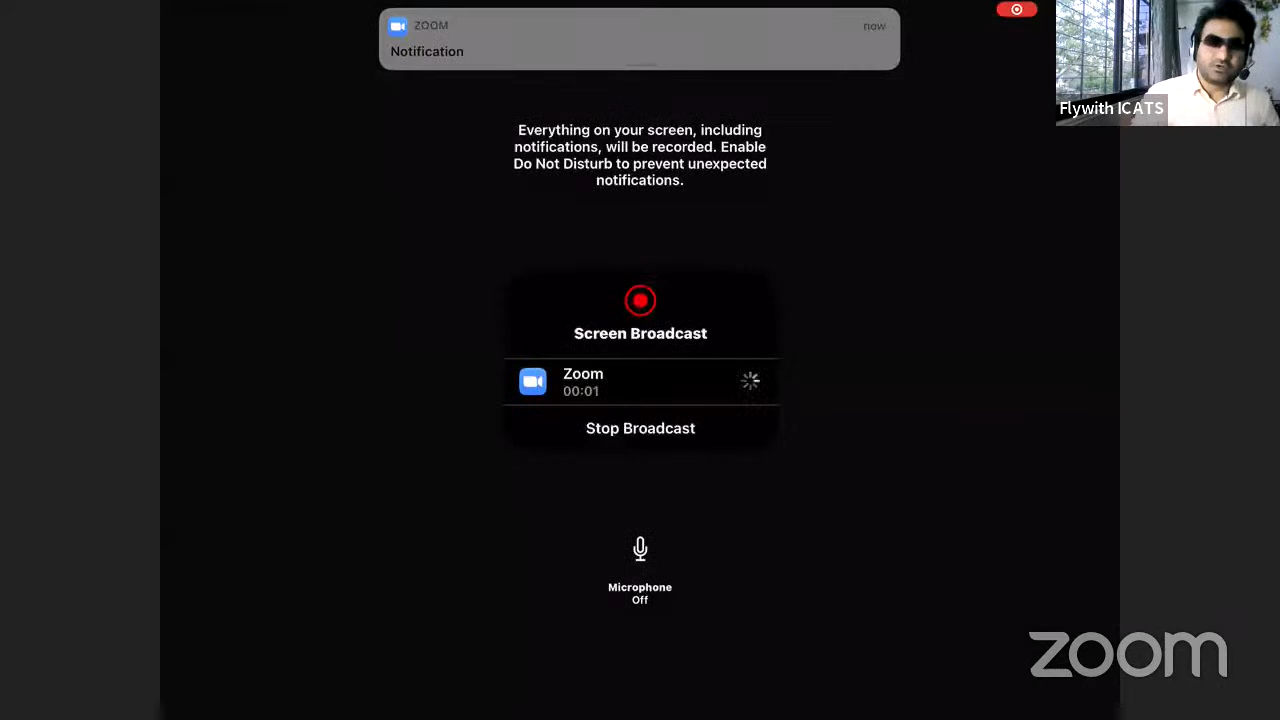 ZOOM
now
Notification
Flywith ICATS
Everything on your screen, including
notifications, will be recorded. Enable
Do Not Disturb to prevent unexpected
notifications.
Screen Broadcast
Zoom
00:01
Stop Broadcast
Microphone
Off
zoom